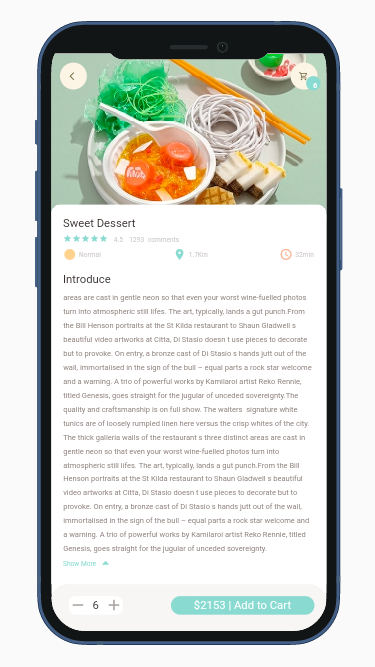 6
Sweet Dessert
4.5 1293 comments
Normal 1.7Km 32min
Introduce
areas are cast in gentle neon so that even your worst wine-fuelled photos
turn into atmospheric still lifes. The art, typically, lands a gut punch.From
the Bill Henson portraits at the St Kilda restaurant to Shaun Gladwell s
beautiful video artworks at Citta, Di Stasio doesn t use pieces to decorate
but to provoke. On entry, a bronze cast of Di Stasio s hands jutt out of the
wall, immortalised in the sign of the bull – equal parts a rock star welcome
and a warning. A trio of powerful works by Kamilaroi artist Reko Rennie,
titled Genesis, goes straight for the jugular of unceded sovereignty.The
quality and craftsmanship is on full show. The waiters signature white
tunics are of loosely rumpled linen here versus the crisp whites of the city.
The thick galleria walls of the restaurant s three distinct areas are cast in
gentle neon so that even your worst wine-fuelled photos turn into
atmospheric still lifes. The art, typically, lands a gut punch.From the Bill
Henson portraits at the St Kilda restaurant to Shaun Gladwell s beautiful
video artworks at Citta, Di Stasio doesn t use pieces to decorate but to
provoke. On entry, a bronze cast of Di Stasio s hands jutt out of the wall,
immortalised in the sign of the bull – equal parts a rock star welcome and
a warning. A trio of powerful works by Kamilaroi artist Reko Rennie, titled
Genesis, goes straight for the jugular of unceded sovereignty.
Show More
6 $2153 | Add to Cart